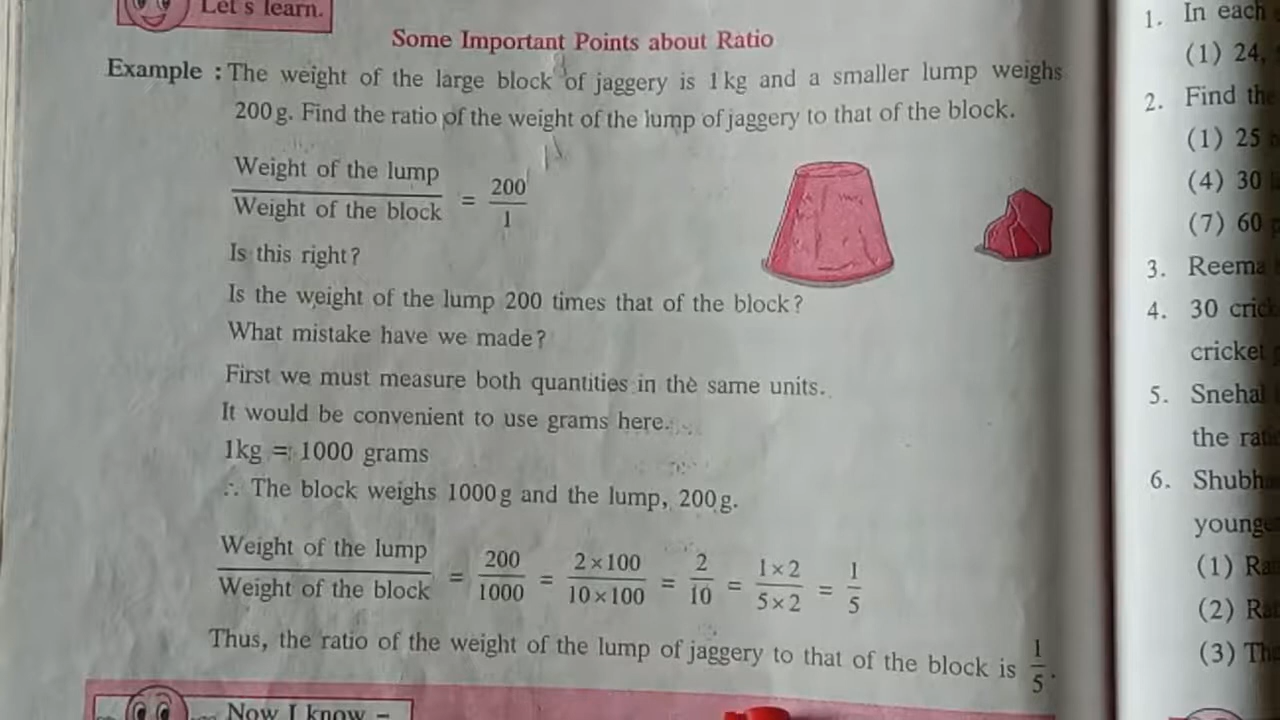 Let's learn.
Some Important Points about Ratio
Example : The weight of the large block of jaggery is 1 kg and a smaller lump weighs
200 g. Find the ratio of the weight of the lump of jaggery to that of the block.
Weight of the lump / Weight of the block = 200 / 1
Is this right?
Is the weight of the lump 200 times that of the block?
What mistake have we made?
First we must measure both quantities in the same units.
It would be convenient to use grams here.
1kg = 1000 grams
∴ The block weighs 1000 g and the lump, 200 g.
Weight of the lump / Weight of the block = 200 / 1000 = 2 × 100 / 10 × 100 = 2 / 10 = 1 × 2 / 5 × 2 = 1 / 5
Thus, the ratio of the weight of the lump of jaggery to that of the block is 1 / 5.
Now I know –
1. In each
(1) 24,
2. Find the
(1) 25
(4) 30
(7) 60
3. Reema
4. 30
cricket
5. Snehal
the
6.
(1)
(2)
(3)